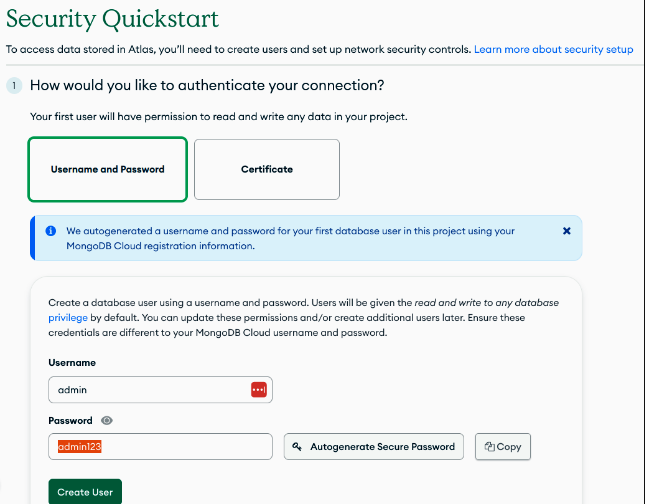 Security Quickstart
To access data stored in Atlas, you'll need to create users and set up network security controls. Learn more about security setup
1 How would you like to authenticate your connection?
Your first user will have permission to read and write any data in your project.
Username and Password Certificate
We autogenerated a username and password for your first database user in this project using your
MongoDB Cloud registration information.
Create a database user using a username and password. Users will be given the read and write to any database
privilege by default. You can update these permissions and/or create additional users later. Ensure these
credentials are different to your MongoDB Cloud username and password.
Username
admin
Password
admin123 Autogenerate Secure Password Copy
Create User